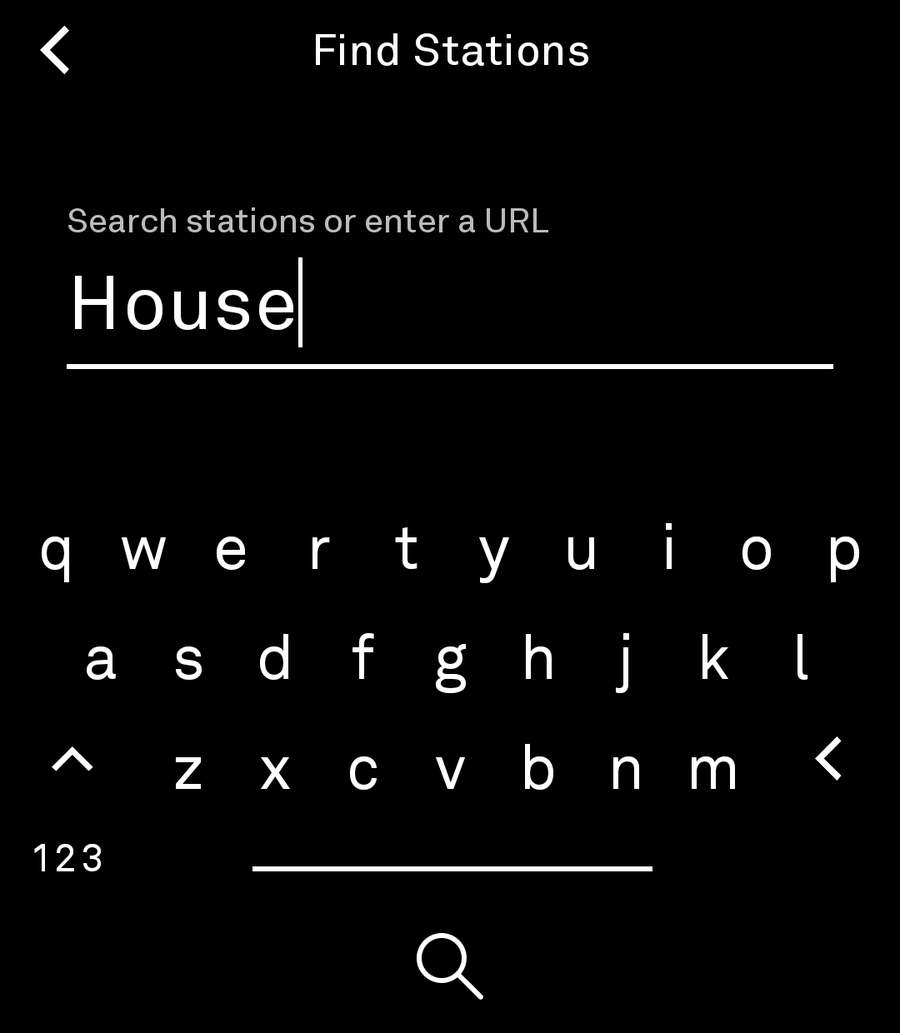 Find Stations
Search stations or enter a URL
House
q w e r t y u i o p
a s d f g h j k l
z x c v b n m
123